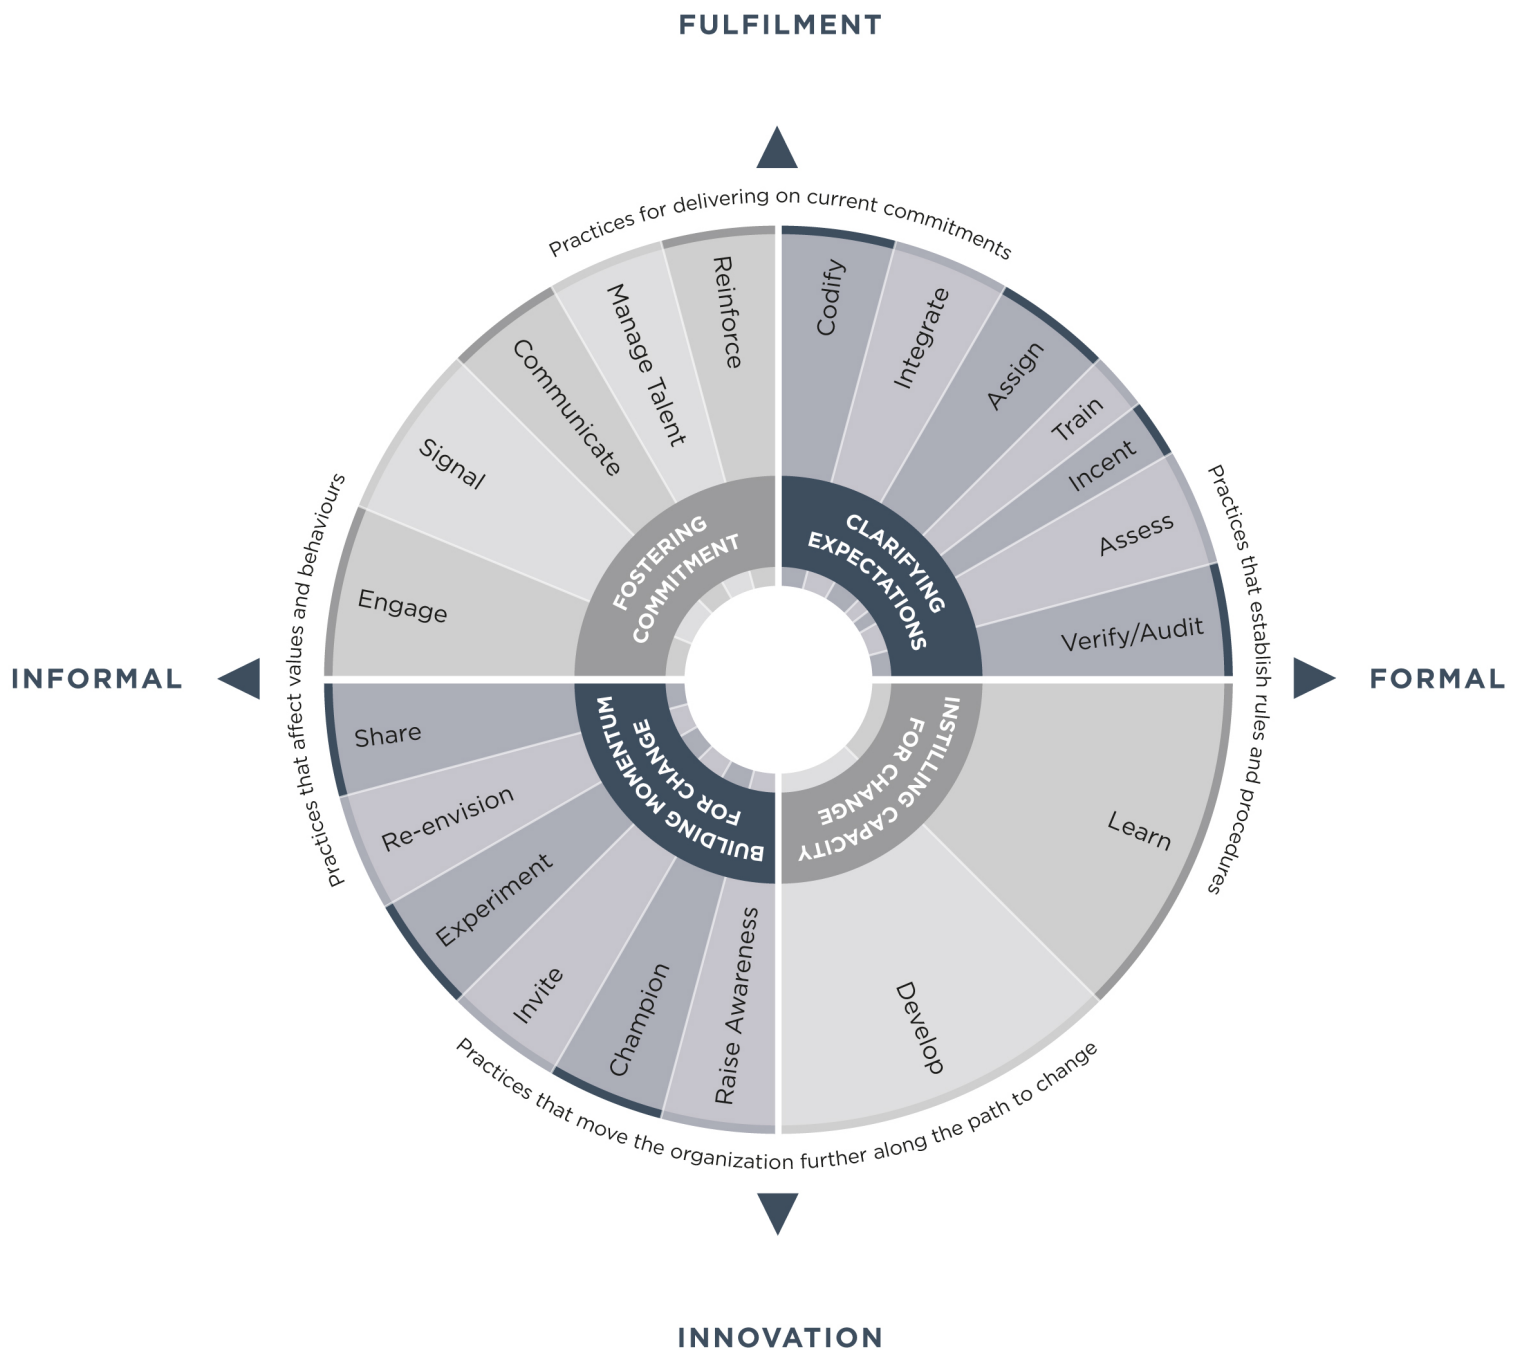 FULFILMENT
Practices for delivering on current commitments
Reinforce
Manage Talent
Communicate
Signal
Engage
FOSTERING
COMMITMENT
Codify
Integrate
Assign
Train
Incent
Assess
Verify/Audit
CLARIFYING
EXPECTATIONS
Practices that affect values and behaviours
Practices that establish rules and procedures
INFORMAL
FORMAL
Share
Re-envision
Experiment
Invite
Champion
Raise Awareness
BUILDING MOMENTUM
FOR CHANGE
INSTILLING CAPACITY
FOR CHANGE
Learn
Develop
Practices that move the organization further along the path to change
INNOVATION